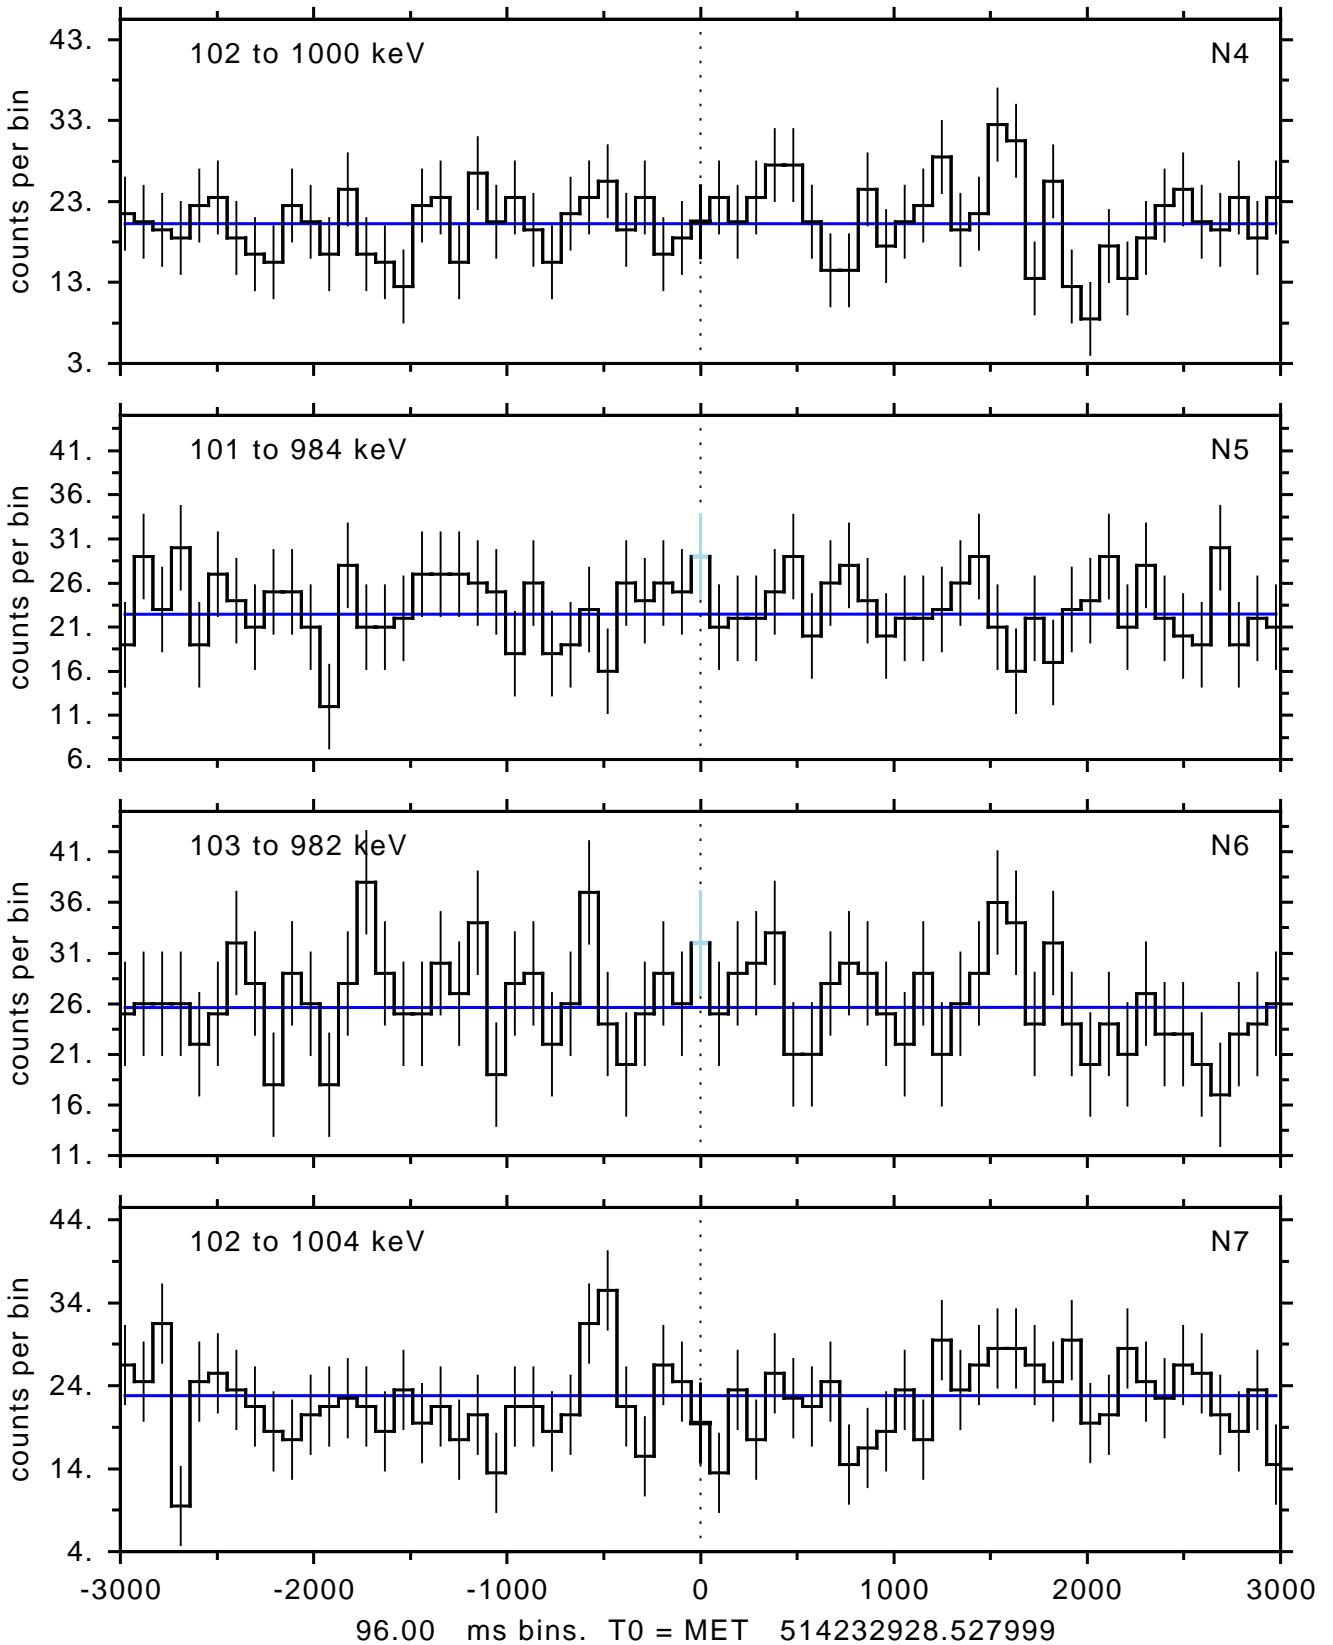 102 to 1000 keV N4
counts per bin
43.
33.
23.
13.
3.
101 to 984 keV N5
counts per bin
41.
36.
31.
26.
21.
16.
11.
6.
103 to 982 keV N6
counts per bin
41.
36.
31.
26.
21.
16.
11.
102 to 1004 keV N7
counts per bin
44.
34.
24.
14.
4.
-3000 -2000 -1000 0 1000 2000 3000
96.00 ms bins. T0 = MET 514232928.527999